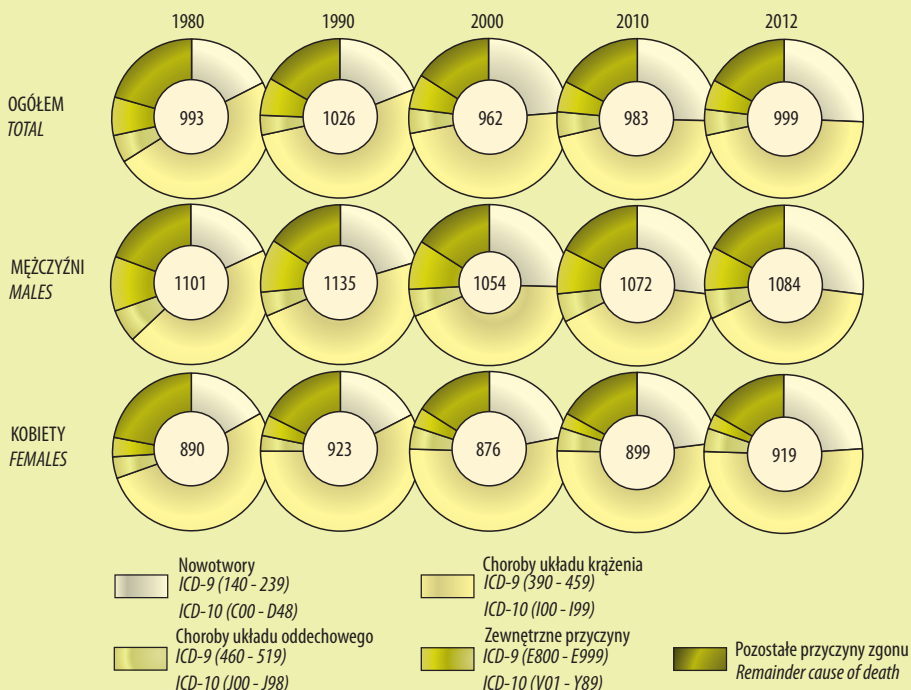 1980 1990 2000 2010 2012
OGÓŁEM
TOTAL
993 1026 962 983 999
MĘŻCZYŹNI
MALES
1101 1135 1054 1072 1084
KOBIETY
FEMALES
890 923 876 899 919
Nowotwory
ICD-9 (140 - 239)
ICD-10 (C00 - D48)
Choroby układu krążenia
ICD-9 (390 - 459)
ICD-10 (I00 - I99)
Choroby układu oddechowego
ICD-9 (460 - 519)
ICD-10 (J00 - J98)
Zewnętrzne przyczyny
ICD-9 (E800 - E999)
ICD-10 (V01 - Y89)
Pozostałe przyczyny zgonu
Remainder cause of death